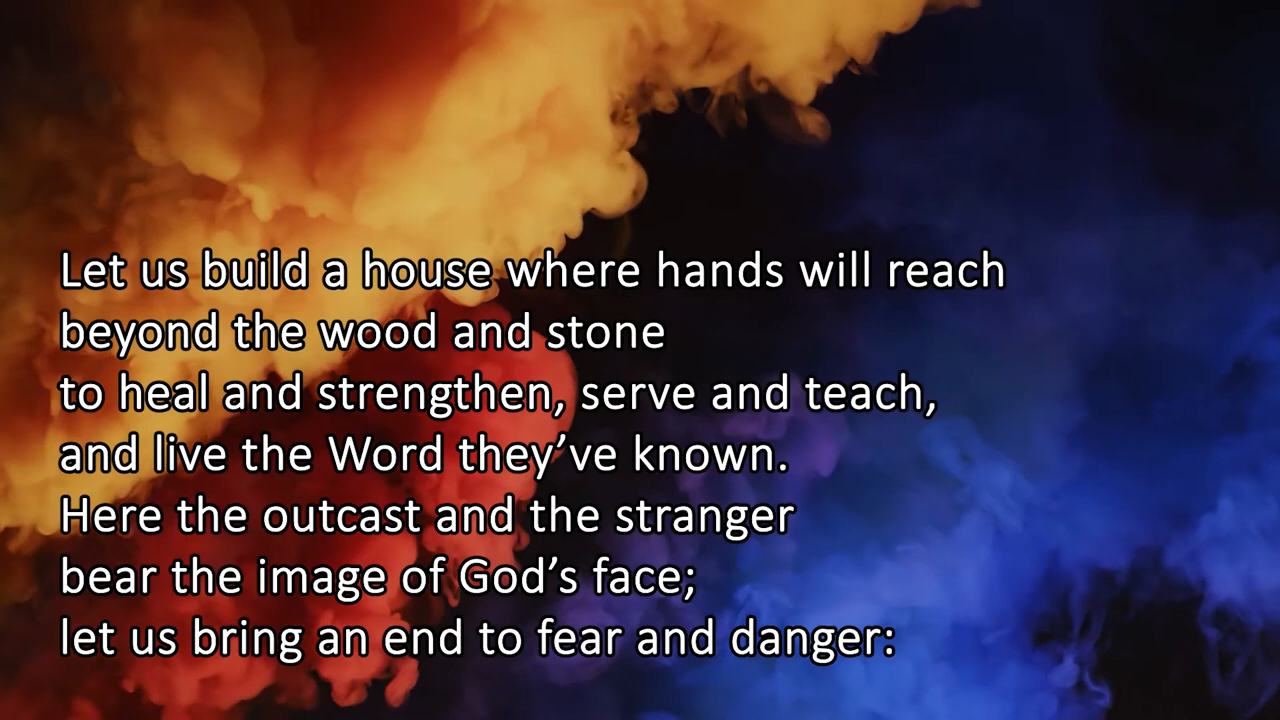 Let us build a house where hands will reach
beyond the wood and stone
to heal and strengthen, serve and teach,
and live the Word they’ve known.
Here the outcast and the stranger
bear the image of God’s face;
let us bring an end to fear and danger: